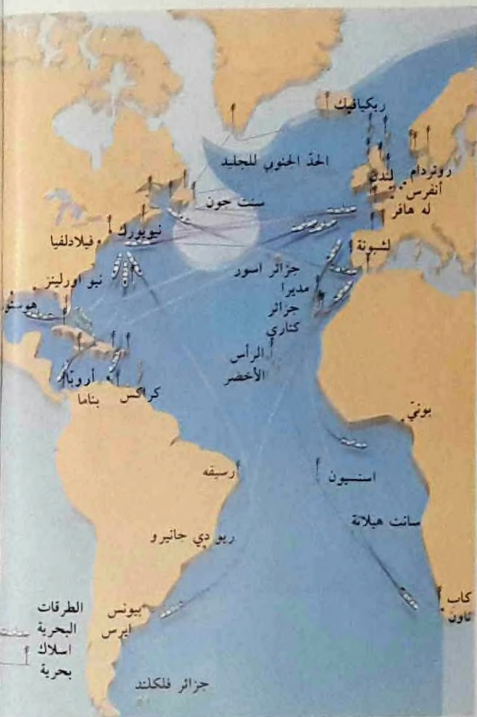 ريكيافيك
الحدّ الجنوبي للجليد
روتردام
لندن
أنفرس
له هافر
سنت جون
نيويورك
فيلادلفيا
لشبونة
جزائر اسور
نيو اورلينز
مديرا
هوستو
جزائر
كناري
الرأس
الأخضر
أروبا
بناما
كراكس
بوني
رسيفه
اسنسيون
سانت هيلانة
ريو دي جانيرو
كاب
تاون
بيونس
ايرس
الطرقات
البحرية
اسلاك
بحرية
جزائر فلكلند